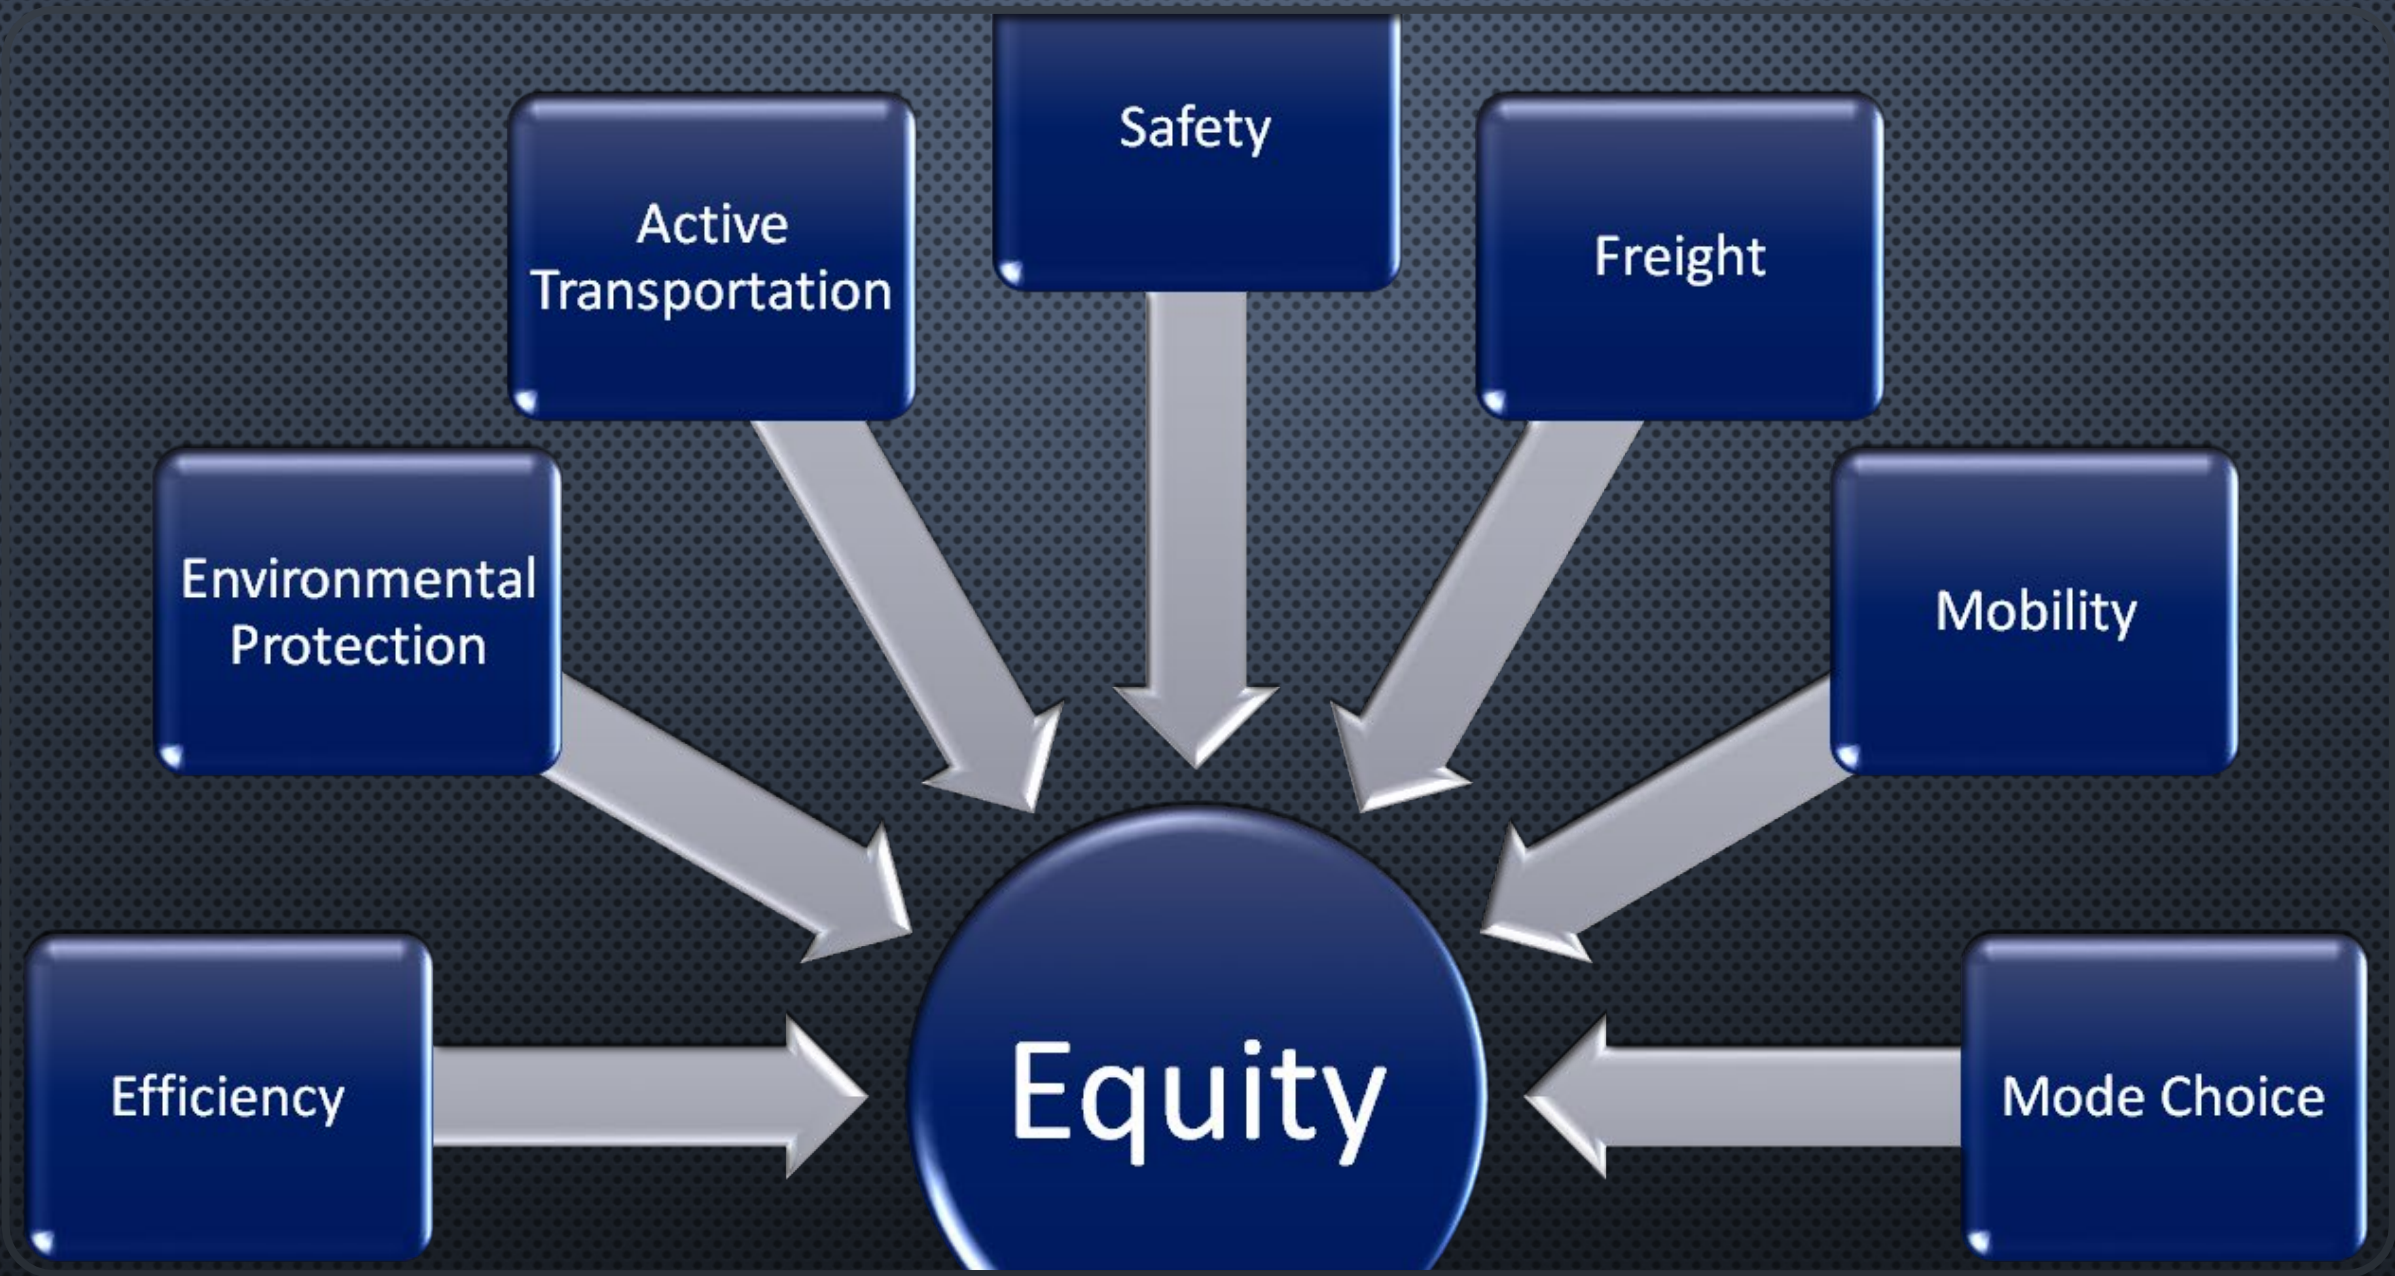 Safety
Active
Transportation
Freight
Environmental
Protection
Mobility
Efficiency
Equity
Mode Choice